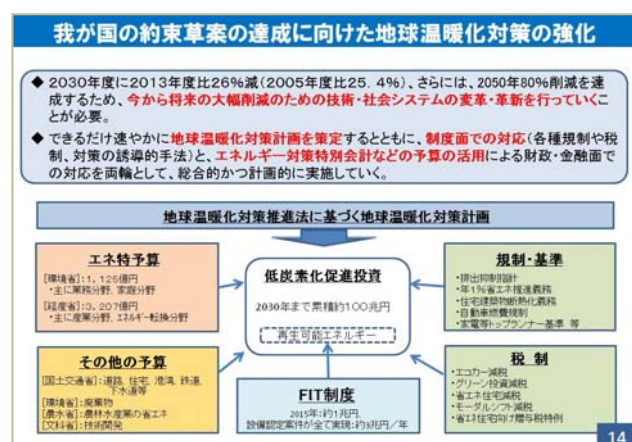 我が国の約束草案の達成に向けた地球温暖化対策の強化
◆ 2030年度に2013年度比26%減(2005年度比25.4%)、さらには、2050年80%削減を達
成するため、今から将来の大幅削減のための技術・社会システムの変革・革新を行っていくこ
とが必要。
◆ できるだけ速やかに地球温暖化対策計画を策定するとともに、制度面での対応(各種規制や税
制、対策の誘導的手法)と、エネルギー対策特別会計などの予算の活用による財政・金融面で
の対応を両輪として、総合的かつ計画的に実施していく。
地球温暖化対策推進法に基づく地球温暖化対策計画
エネ特予算
[環境省]:1,125億円
・主に業務分野、家庭分野
[経産省]:3,207億円
・主に産業分野、エネルギー転換分野
低炭素化促進投資
2030年まで累積約100兆円
再生可能エネルギー
規制・基準
・排出抑制指針
・年1%省エネ推進義務
・住宅建築物断熱化義務
・自動車燃費規制
・家電等トップランナー基準 等
その他の予算
[国土交通省]:道路、住宅、港湾、鉄道、
下水道等
[環境省]:廃棄物
[農水省]:農林水産業の省エネ
[文科省]:技術開発
FIT制度
2015年:約1兆円、
設備認定案件が全て実現:約3兆円/年
税 制
・エコカー減税
・グリーン投資減税
・省エネ住宅減税
・モーダルシフト減税
・省エネ住宅向け贈与税特例
14